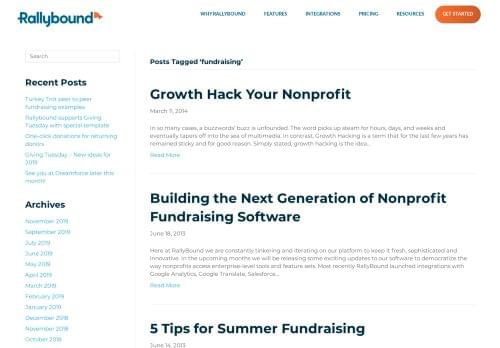 Rallybound
WHY RALLYBOUND
FEATURES
INTEGRATIONS
PRICING
RESOURCES
GET STARTED
Search
Recent Posts
Turkey Trot peer to peer
fundraising examples
Rallybound supports Giving
Tuesday with special template
One-click donations for returning
donors
Giving Tuesday – New ideas for
2019
See you at Dreamforce later this
month!
Archives
November 2019
September 2019
July 2019
June 2019
May 2019
April 2019
March 2019
February 2019
January 2019
December 2018
November 2018
October 2018
Posts Tagged 'fundraising'
Growth Hack Your Nonprofit
March 11, 2014
In so many cases, a buzzwords' buzz is unfounded. The word picks up steam for hours, days, and weeks and
eventually tapers off into the sea of multimedia. In contrast, Growth Hacking is a term that for the last few years has
remained sticky and for good reason. Simply stated, growth hacking is the idea...
Read More
Building the Next Generation of Nonprofit
Fundraising Software
June 18, 2013
Here at RallyBound we are constantly tinkering and iterating on our platform to keep it fresh, sophisticated and
innovative. In the upcoming months we will be releasing some exciting updates to our software to democratize the
way nonprofits access enterprise-level tools and feature sets. Most recently RallyBound launched integrations with
Google Analytics, Google Translate, Salesforce...
Read More
5 Tips for Summer Fundraising
June 14, 2013